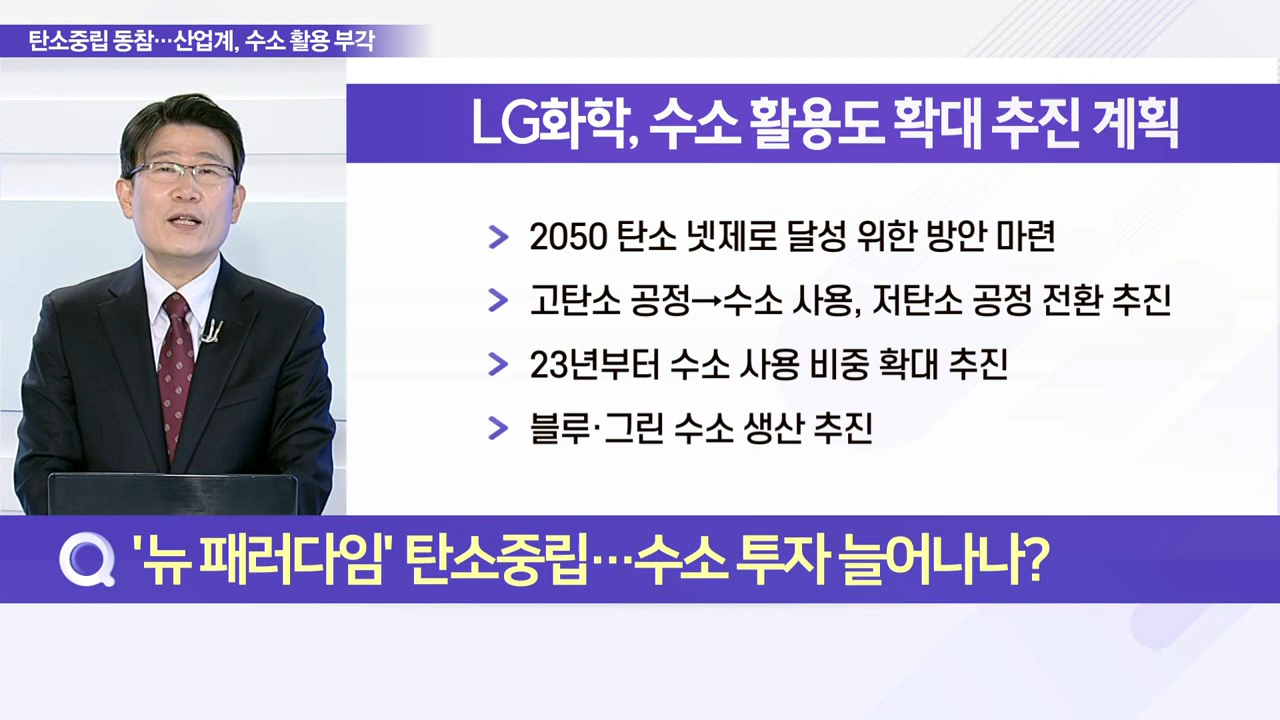 탄소중립 동참…산업계, 수소 활용 부각
LG화학, 수소 활용도 확대 추진 계획
2050 탄소 넷제로 달성 위한 방안 마련
고탄소 공정→수소 사용, 저탄소 공정 전환 추진
23년부터 수소 사용 비중 확대 추진
블루·그린 수소 생산 추진
'뉴 패러다임' 탄소중립…수소 투자 늘어나나?